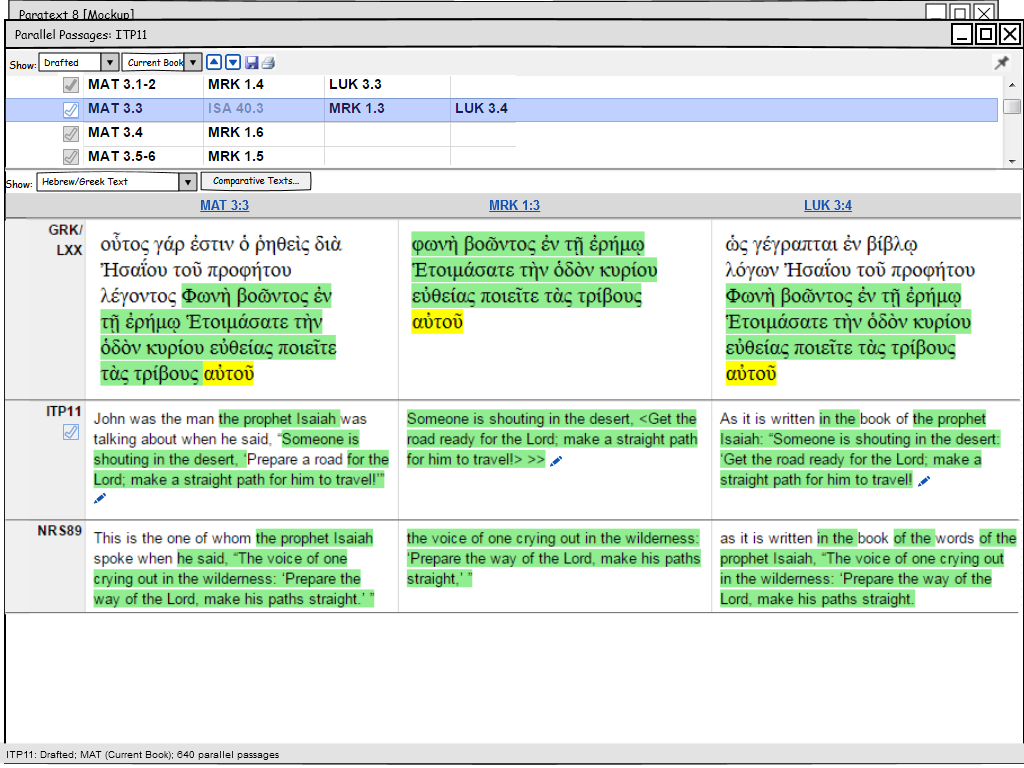 Paratext 8 [Mockup]
Parallel Passages: ITP11
Show: Drafted Current Book
MAT 3.1-2 MRK 1.4 LUK 3.3
MAT 3.3 ISA 40.3 MRK 1.3 LUK 3.4
MAT 3.4 MRK 1.6
MAT 3.5-6 MRK 1.5
Show: Hebrew/Greek Text Comparative Texts...
MAT 3:3 MRK 1:3 LUK 3:4
GRK/
LXX
οὗτος γάρ ἐστιν ὁ ῥηθεὶς διὰ
Ἠσαΐου τοῦ προφήτου
λέγοντος Φωνὴ βοῶντος ἐν
τῇ ἐρήμῳ Ἑτοιμάσατε τὴν
ὁδὸν κυρίου εὐθείας ποιεῖτε
τὰς τρίβους αὐτοῦ
φωνὴ βοῶντος ἐν τῇ ἐρήμῳ
Ἑτοιμάσατε τὴν ὁδὸν κυρίου
εὐθείας ποιεῖτε τὰς τρίβους
αὐτοῦ
ὡς γέγραπται ἐν βίβλῳ
λόγων Ἠσαΐου τοῦ προφήτου
Φωνὴ βοῶντος ἐν τῇ ἐρήμῳ
Ἑτοιμάσατε τὴν ὁδὸν κυρίου
εὐθείας ποιεῖτε τὰς τρίβους
αὐτοῦ
ITP11
John was the man the prophet Isaiah was
talking about when he said, “Someone is
shouting in the desert, ‘Prepare a road for the
Lord; make a straight path for him to travel!’”
Someone is shouting in the desert, <Get the
road ready for the Lord; make a straight path
for him to travel!> >>
As it is written in the book of the prophet
Isaiah: “Someone is shouting in the desert:
‘Get the road ready for the Lord; make a
straight path for him to travel!
NRS89
This is the one of whom the prophet Isaiah
spoke when he said, “The voice of one
crying out in the wilderness: ‘Prepare the
way of the Lord, make his paths straight.’ ”
the voice of one crying out in the wilderness:
‘Prepare the way of the Lord, make his paths
straight,’ ”
as it is written in the book of the words of the
prophet Isaiah, “The voice of one crying out
in the wilderness: ‘Prepare the way of the
Lord, make his paths straight.
ITP11: Drafted; MAT (Current Book); 640 parallel passages